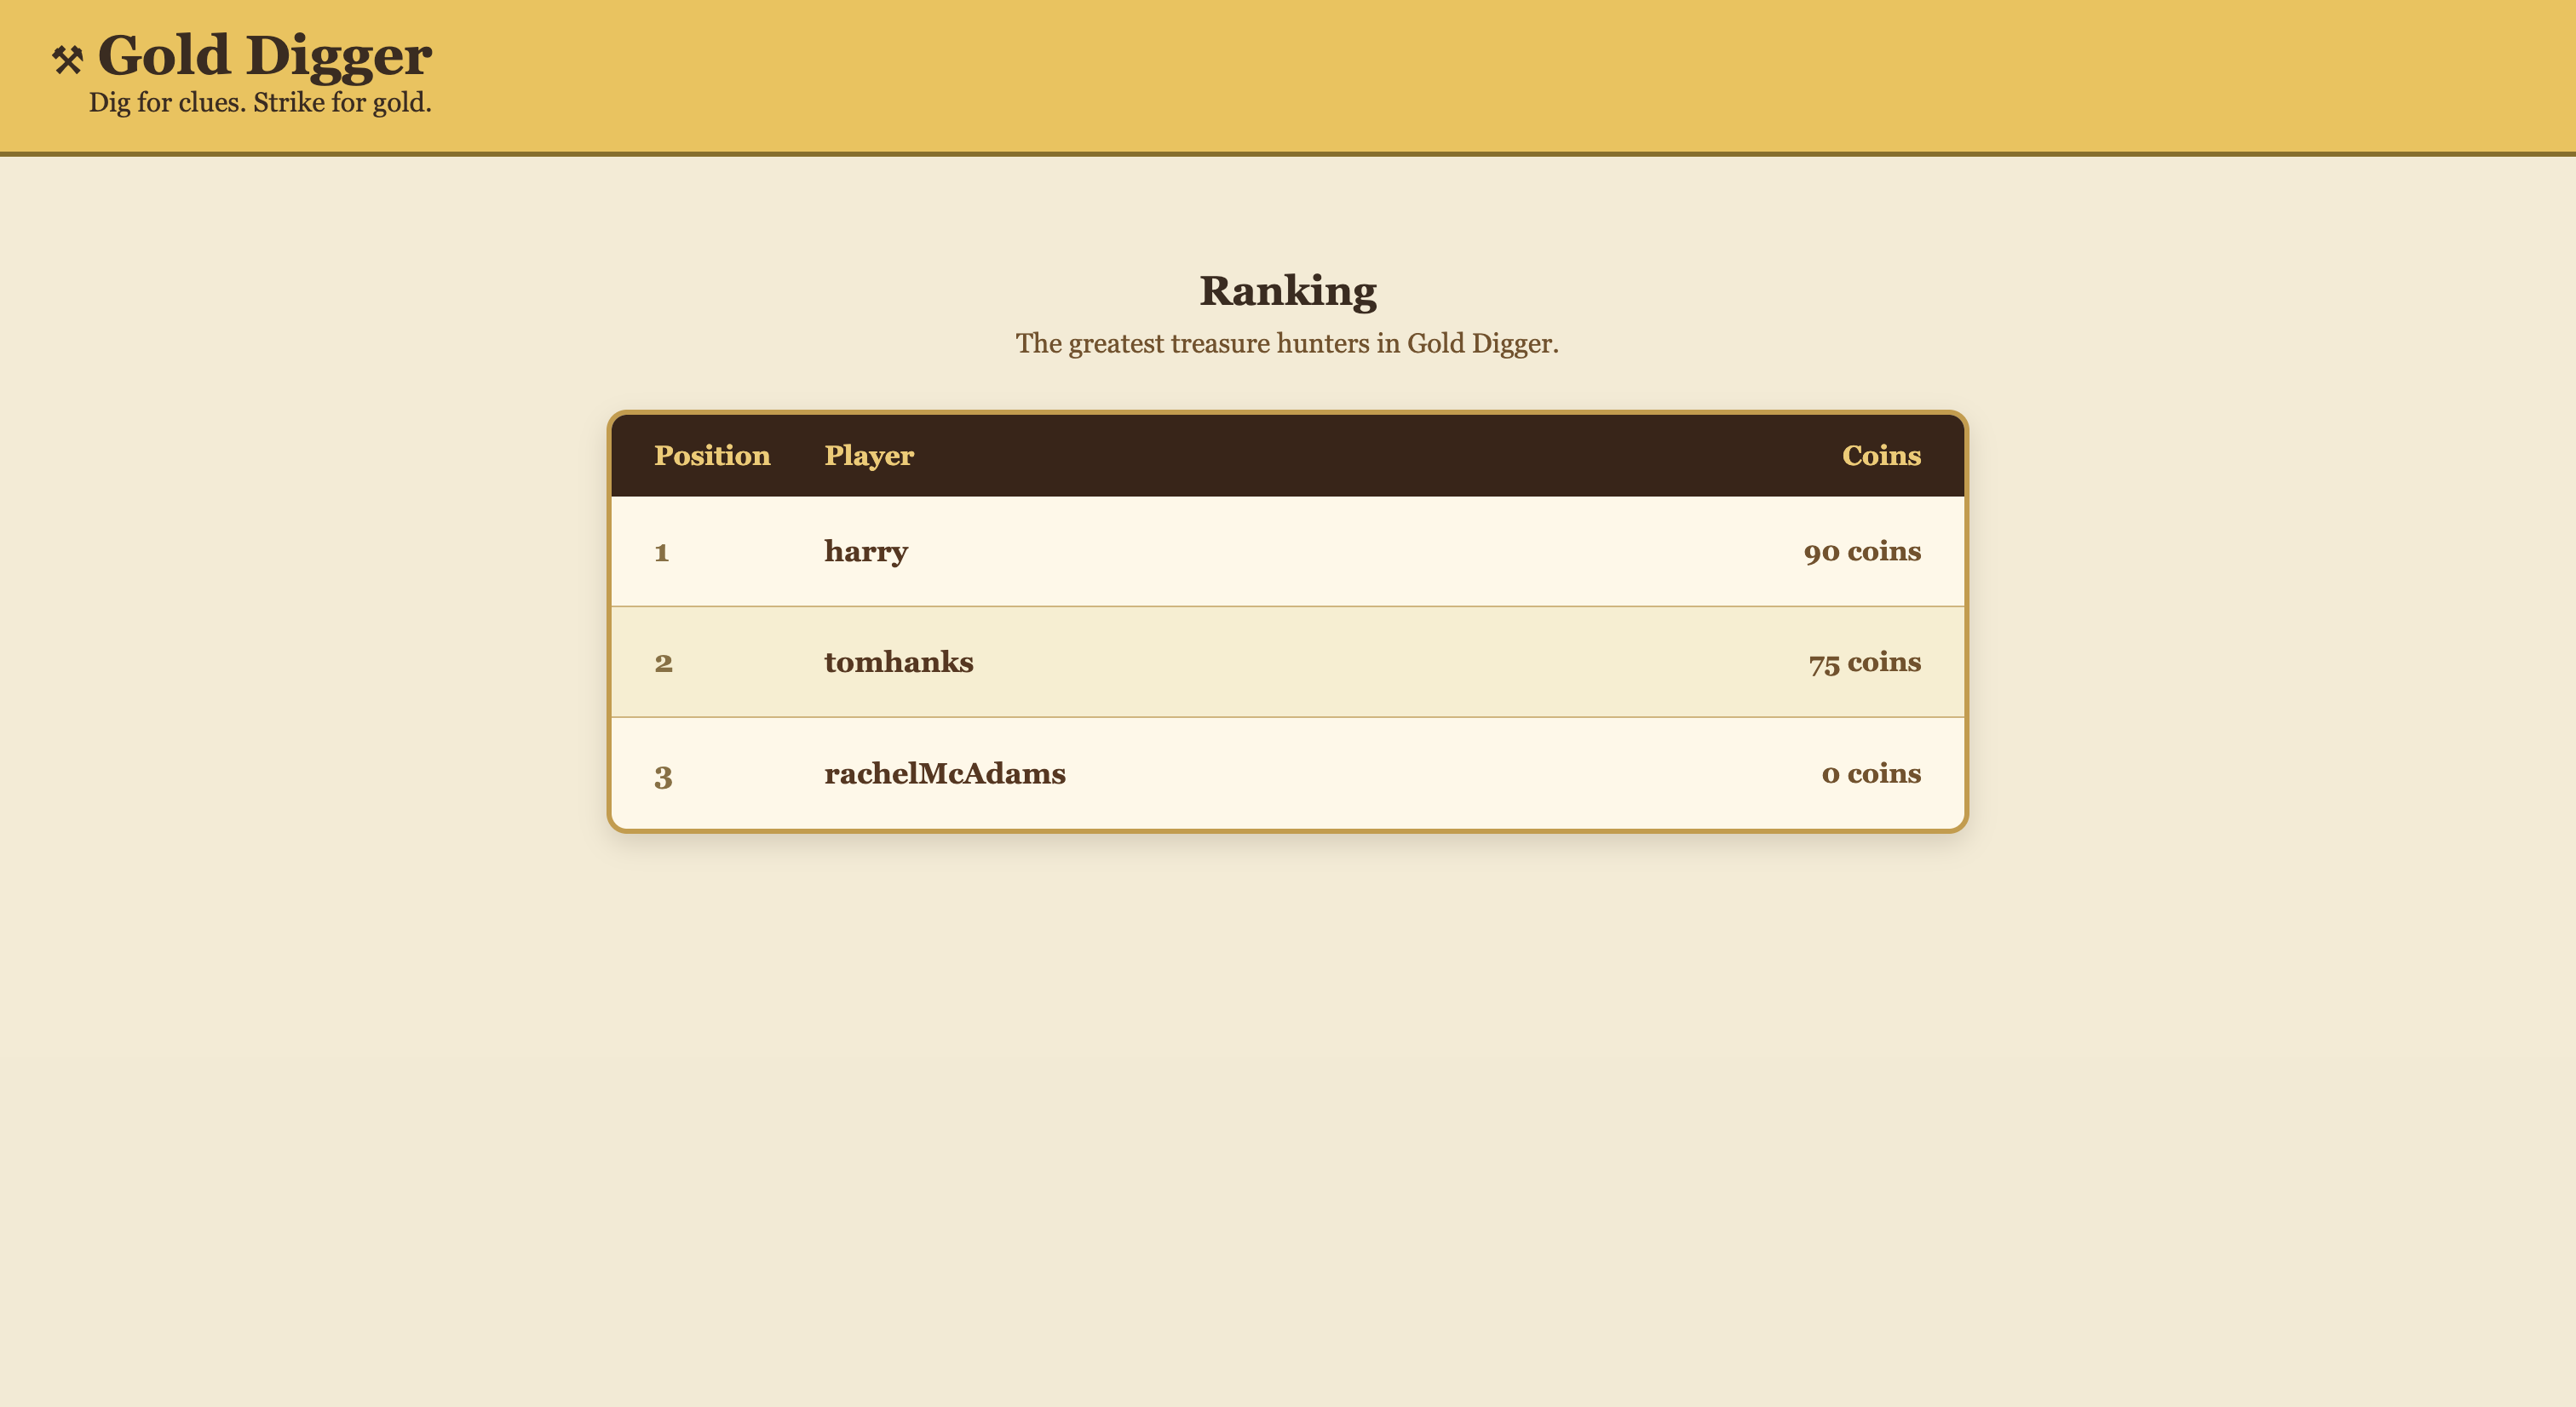 ⚒ Gold Digger
Dig for clues. Strike for gold.
Ranking
The greatest treasure hunters in Gold Digger.
Position Player Coins
1 harry 90 coins
2 tomhanks 75 coins
3 rachelMcAdams 0 coins